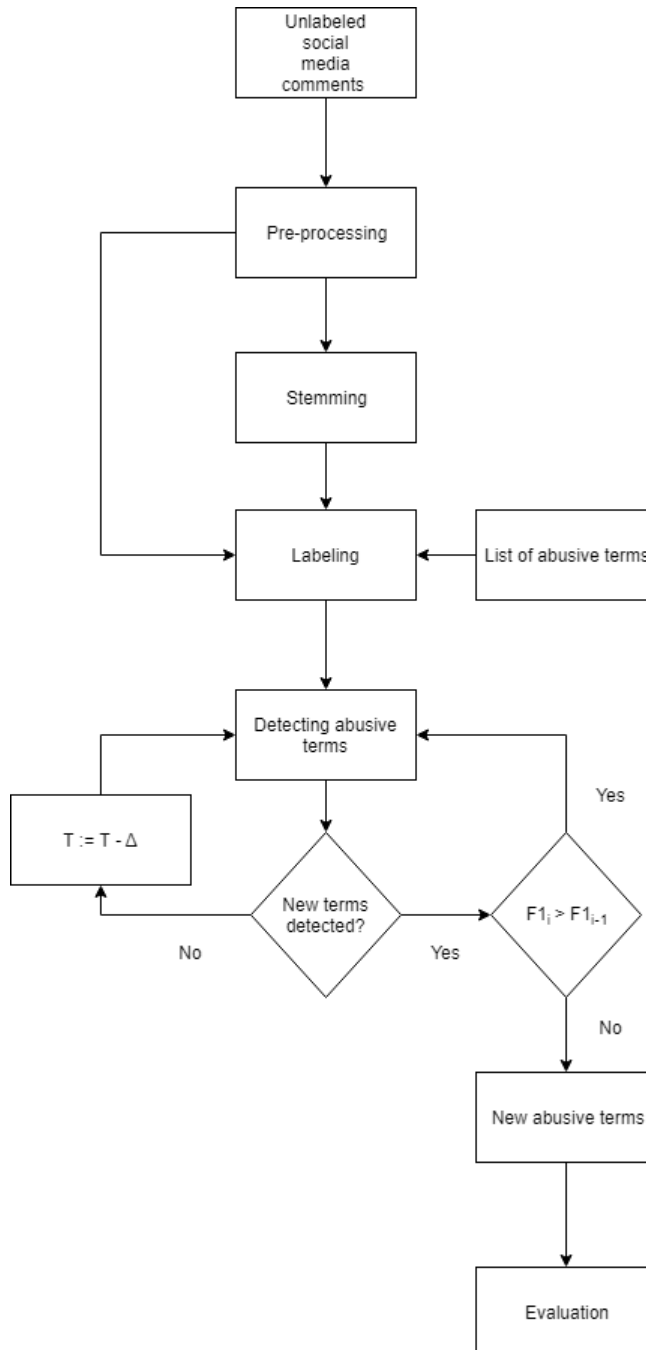 Unlabeled
social
media
comments
Pre-processing
Stemming
Labeling
List of abusive terms
Detecting abusive
terms
T := T - Δ
Yes
New terms
detected?
F1ᵢ > F1ᵢ₋₁
No
Yes
No
New abusive terms
Evaluation